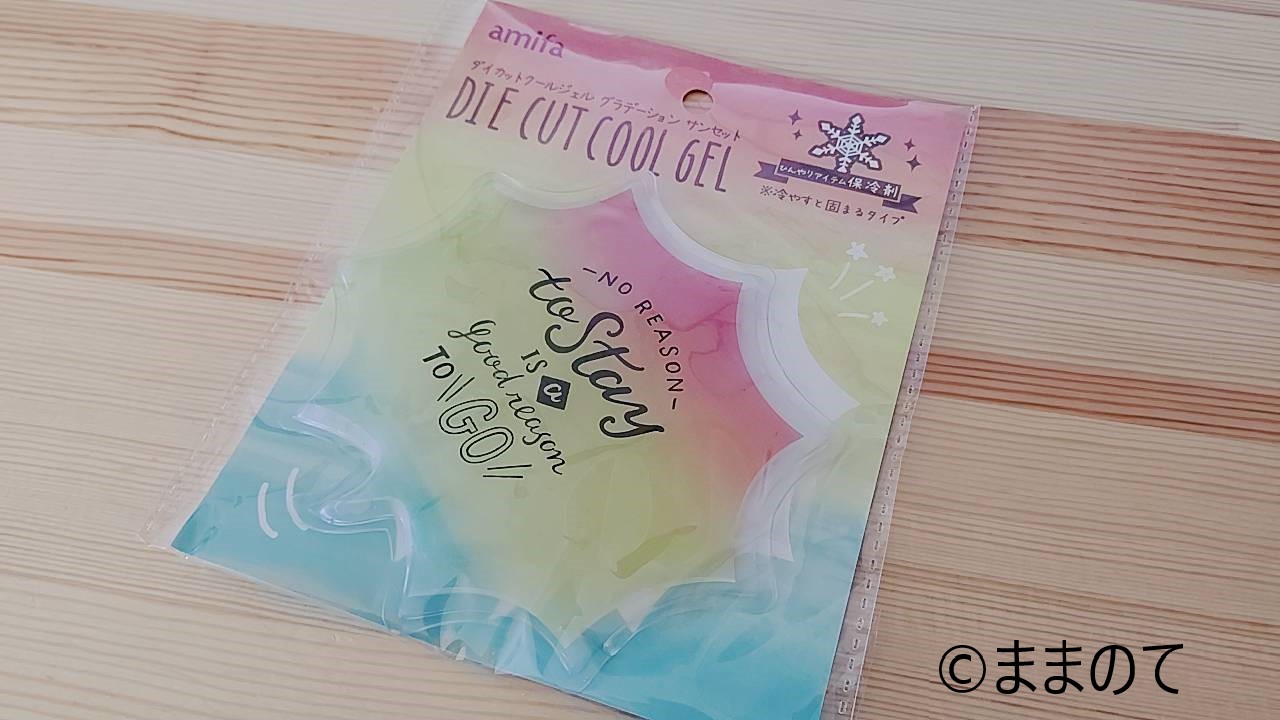 amifa
ダイカットクールジェル グラデーション サンセット
DIE CUT COOL GEL
ひんやりアイテム保冷剤
※冷やすと固まるタイプ
-NO REASON-
to Stay
IS a
good reason
TO GO
©ままのて